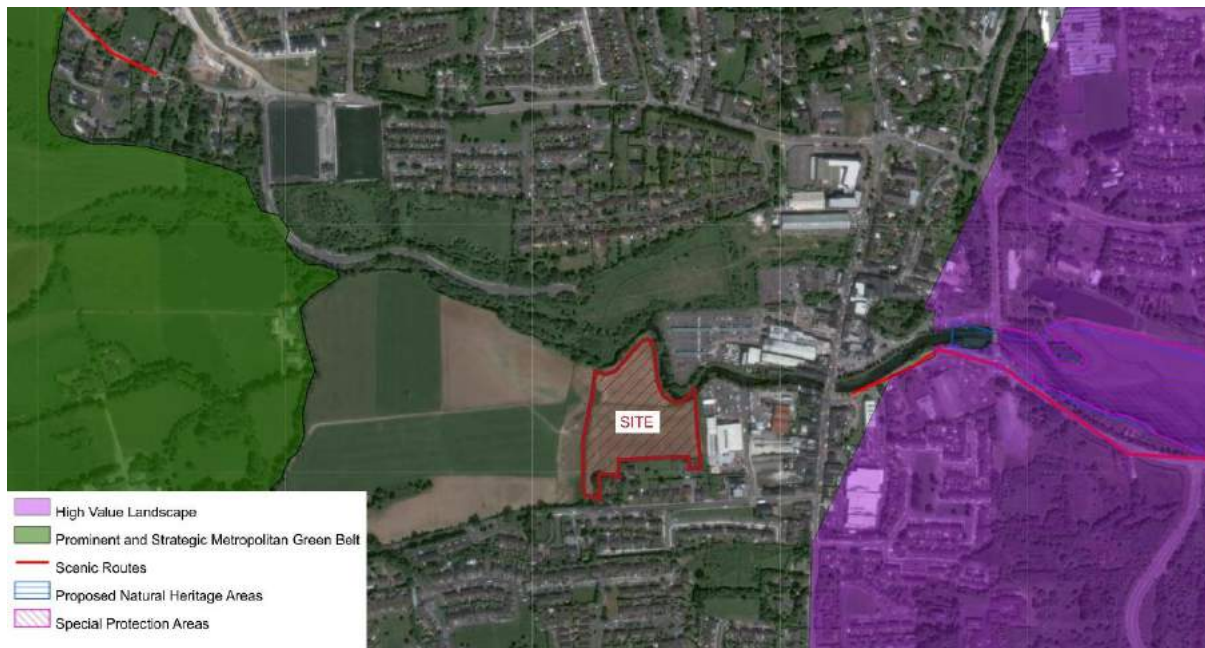 SITE
High Value Landscape
Prominent and Strategic Metropolitan Green Belt
Scenic Routes
Proposed Natural Heritage Areas
Special Protection Areas